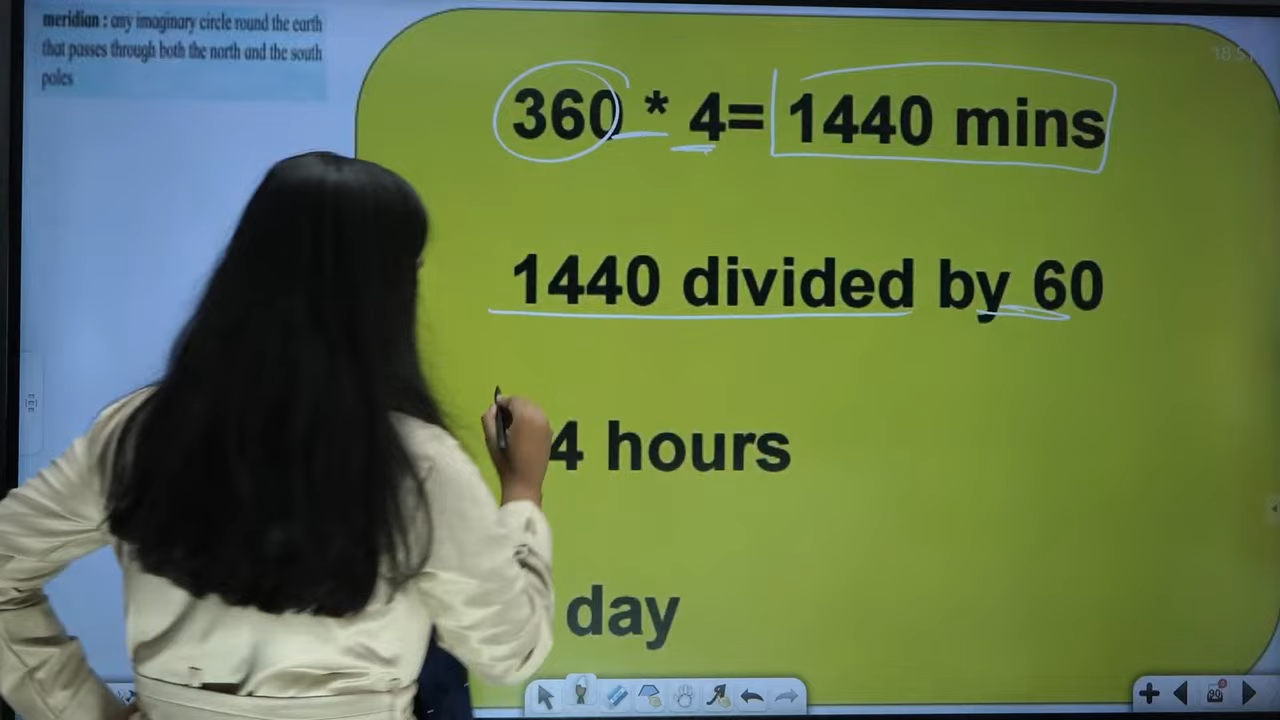 meridian : any imaginary circle round the earth
that passes through both the north and the south
poles
360 * 4= 1440 mins
1440 divided by 60
4 hours
day